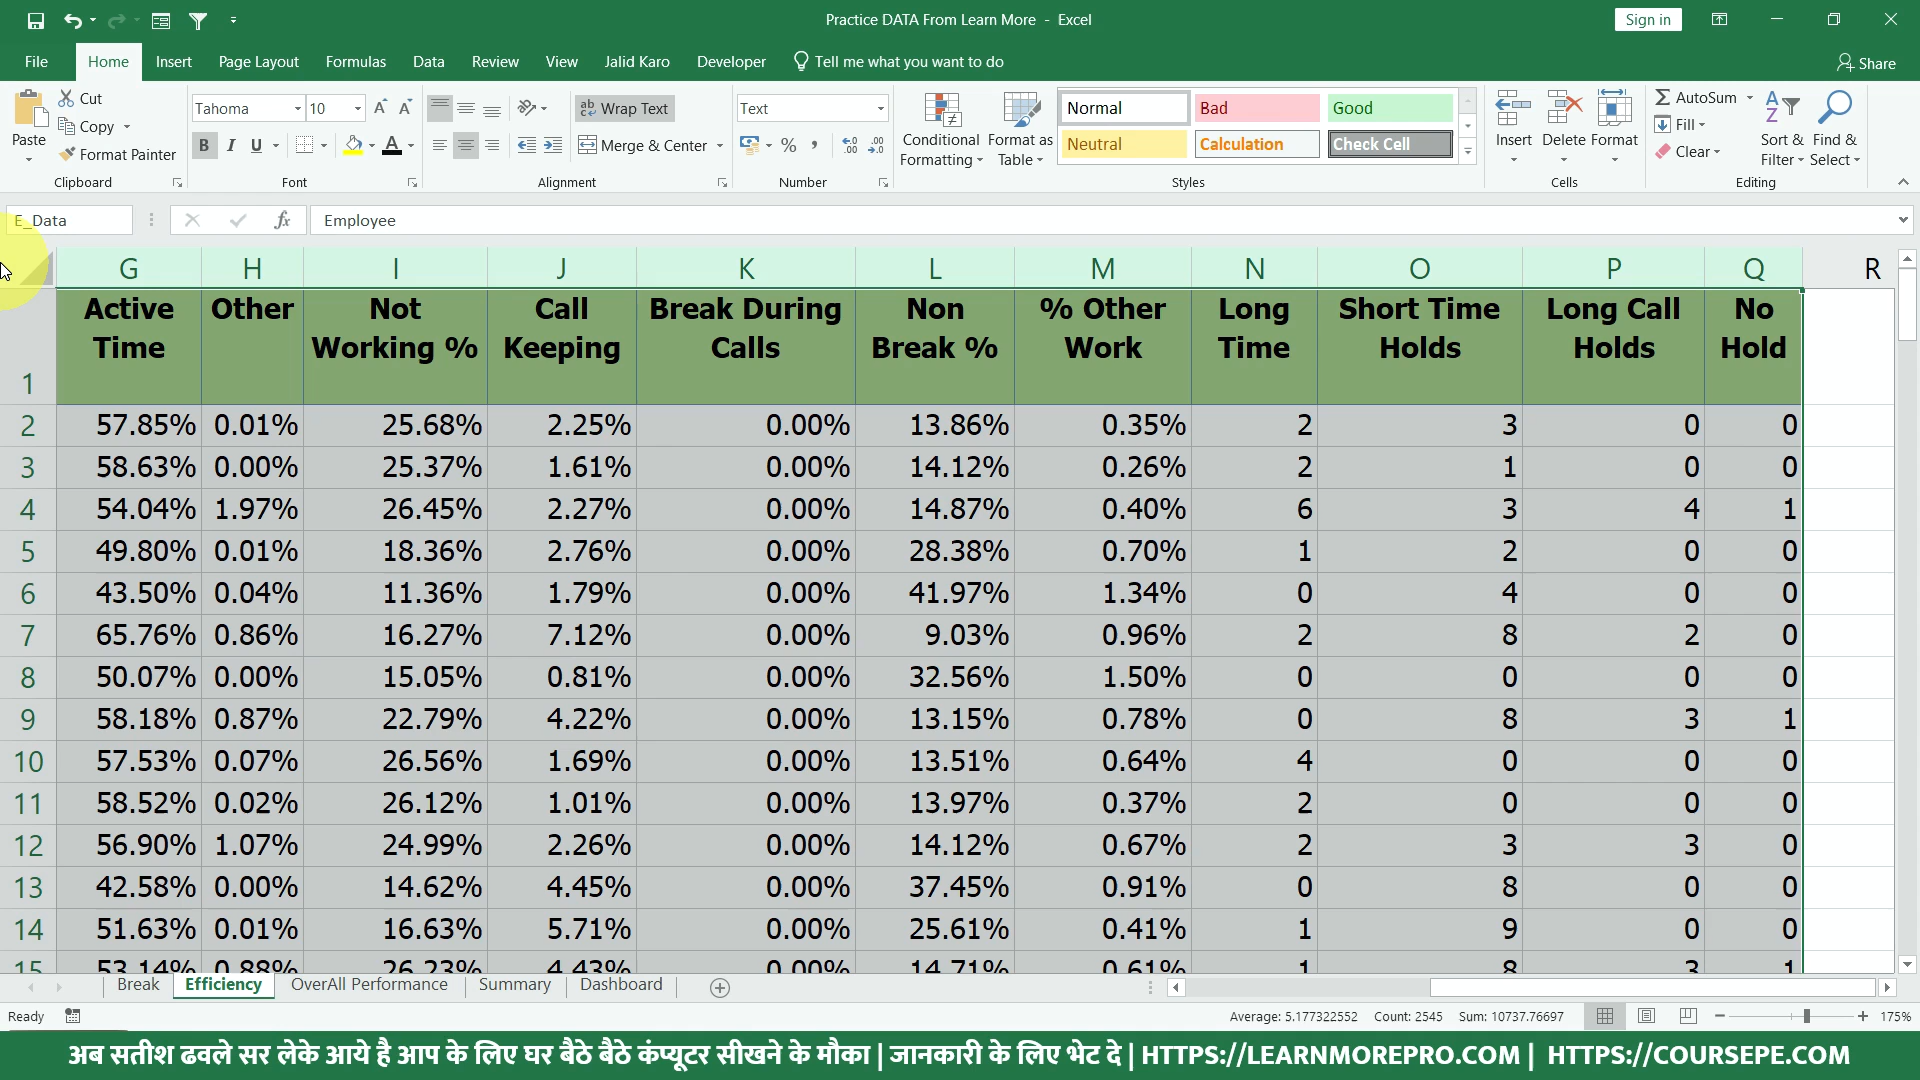 Practice DATA From Learn More - Excel
Sign in
File Home Insert Page Layout Formulas Data Review View Jalid Karo Developer Tell me what you want to do Share
Paste
Cut
Copy
Format Painter
Clipboard
Tahoma 10
B I U A
Font
Wrap Text
Merge & Center
Alignment
Text
%
Number
Conditional Formatting
Format as Table
Normal Bad Good
Neutral Calculation Check Cell
Styles
Insert Delete Format
Cells
AutoSum
Fill
Clear
Sort & Filter
Find & Select
Editing
E_Data fx Employee
G H I J K L M N O P Q R
1 Active Time Other Not Working % Call Keeping Break During Calls Non Break % % Other Work Long Time Short Time Holds Long Call Holds No Hold
2 57.85% 0.01% 25.68% 2.25% 0.00% 13.86% 0.35% 2 3 0 0
3 58.63% 0.00% 25.37% 1.61% 0.00% 14.12% 0.26% 2 1 0 0
4 54.04% 1.97% 26.45% 2.27% 0.00% 14.87% 0.40% 6 3 4 1
5 49.80% 0.01% 18.36% 2.76% 0.00% 28.38% 0.70% 1 2 0 0
6 43.50% 0.04% 11.36% 1.79% 0.00% 41.97% 1.34% 0 4 0 0
7 65.76% 0.86% 16.27% 7.12% 0.00% 9.03% 0.96% 2 8 2 0
8 50.07% 0.00% 15.05% 0.81% 0.00% 32.56% 1.50% 0 0 0 0
9 58.18% 0.87% 22.79% 4.22% 0.00% 13.15% 0.78% 0 8 3 1
10 57.53% 0.07% 26.56% 1.69% 0.00% 13.51% 0.64% 4 0 0 0
11 58.52% 0.02% 26.12% 1.01% 0.00% 13.97% 0.37% 2 0 0 0
12 56.90% 1.07% 24.99% 2.26% 0.00% 14.12% 0.67% 2 3 3 0
13 42.58% 0.00% 14.62% 4.45% 0.00% 37.45% 0.91% 0 8 0 0
14 51.63% 0.01% 16.63% 5.71% 0.00% 25.61% 0.41% 1 9 0 0
15 53.14% 0.88% 26.23% 4.43% 0.00% 14.71% 0.61% 1 8 3 1
Break Efficiency OverAll Performance Summary Dashboard
Ready Average: 5.177322552 Count: 2545 Sum: 10737.76697 175%
अब सतीश ढवले सर लेके आये है आप के लिए घर बैठे बैठे कंप्यूटर सीखने के मौका | जानकारी के लिए भेट दे | HTTPS://LEARNMOREPRO.COM | HTTPS://COURSEPE.COM